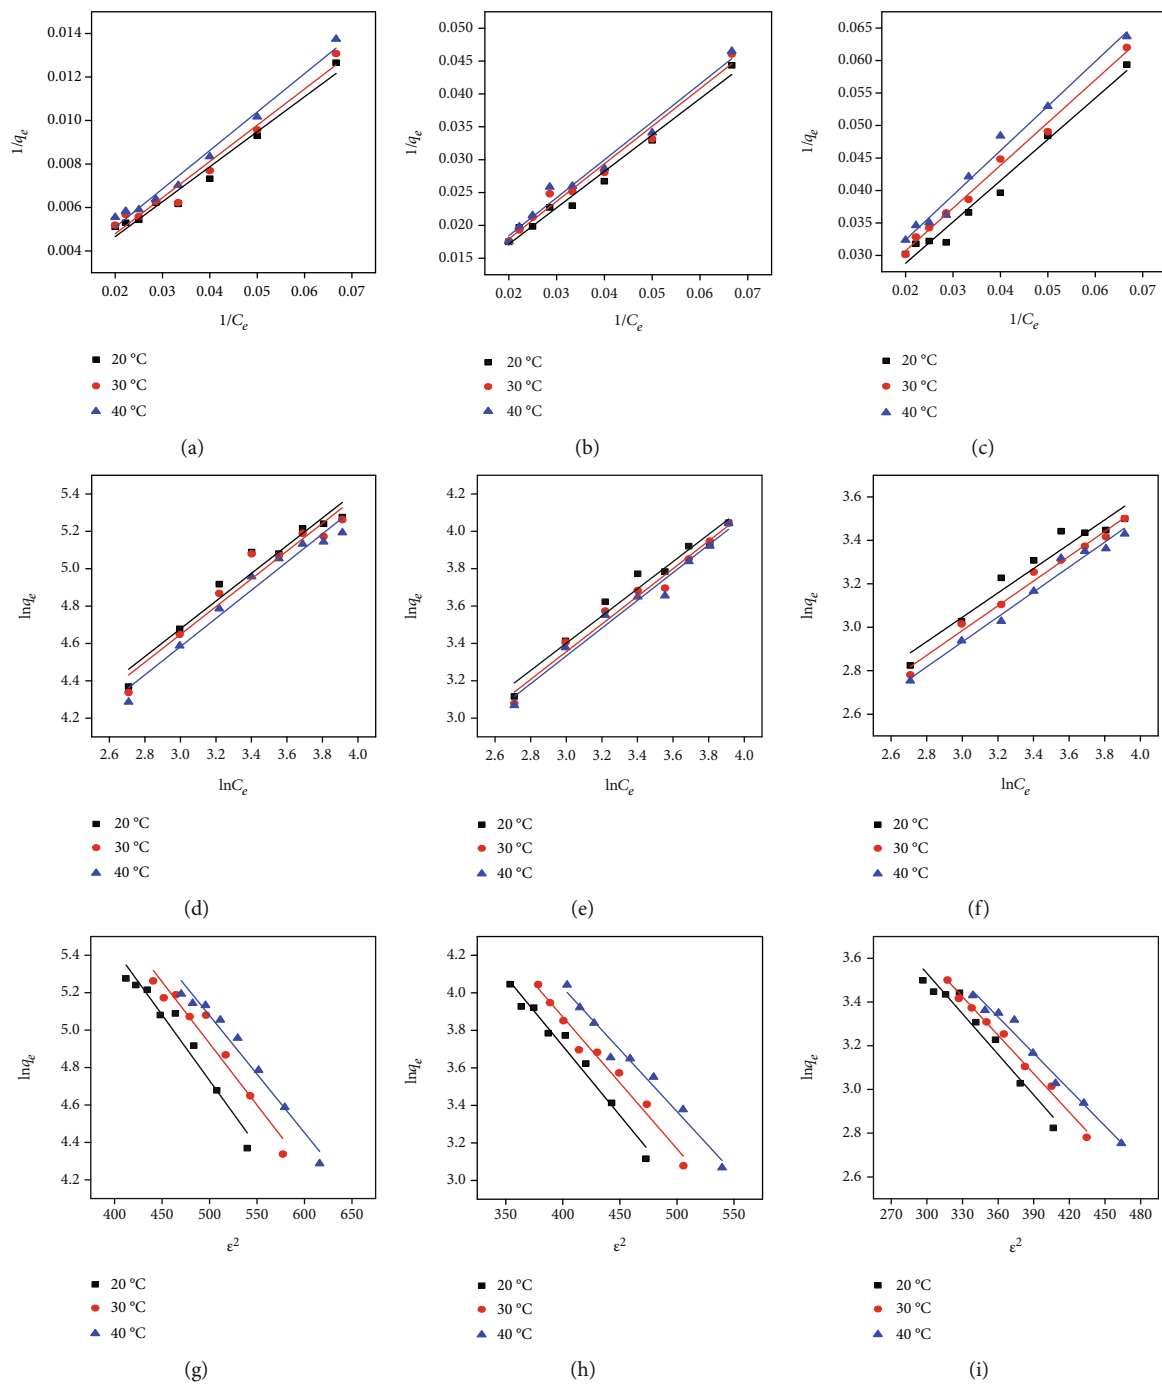 0.014
0.012
0.010
0.008
0.006
0.004
1/qe
0.02 0.03 0.04 0.05 0.06 0.07
1/Ce
20 °C
30 °C
40 °C
(a)
0.050
0.045
0.040
0.035
0.030
0.025
0.020
0.015
1/qe
0.02 0.03 0.04 0.05 0.06 0.07
1/Ce
20 °C
30 °C
40 °C
(b)
0.065
0.060
0.055
0.050
0.045
0.040
0.035
0.030
1/qe
0.02 0.03 0.04 0.05 0.06 0.07
1/Ce
20 °C
30 °C
40 °C
(c)
5.4
5.2
5.0
4.8
4.6
4.4
4.2
lnqe
2.6 2.8 3.0 3.2 3.4 3.6 3.8 4.0
lnCe
20 °C
30 °C
40 °C
(d)
4.2
4.0
3.8
3.6
3.4
3.2
3.0
lnqe
2.6 2.8 3.0 3.2 3.4 3.6 3.8 4.0
lnCe
20 °C
30 °C
40 °C
(e)
3.6
3.4
3.2
3.0
2.8
2.6
lnqe
2.6 2.8 3.0 3.2 3.4 3.6 3.8 4.0
lnCe
20 °C
30 °C
40 °C
(f)
5.4
5.2
5.0
4.8
4.6
4.4
4.2
lnqe
400 450 500 550 600 650
ε2
20 °C
30 °C
40 °C
(g)
4.2
4.0
3.8
3.6
3.4
3.2
3.0
lnqe
350 400 450 500 550
ε2
20 °C
30 °C
40 °C
(h)
3.6
3.4
3.2
3.0
2.8
2.6
lnqe
270 300 330 360 390 420 450 480
ε2
20 °C
30 °C
40 °C
(i)